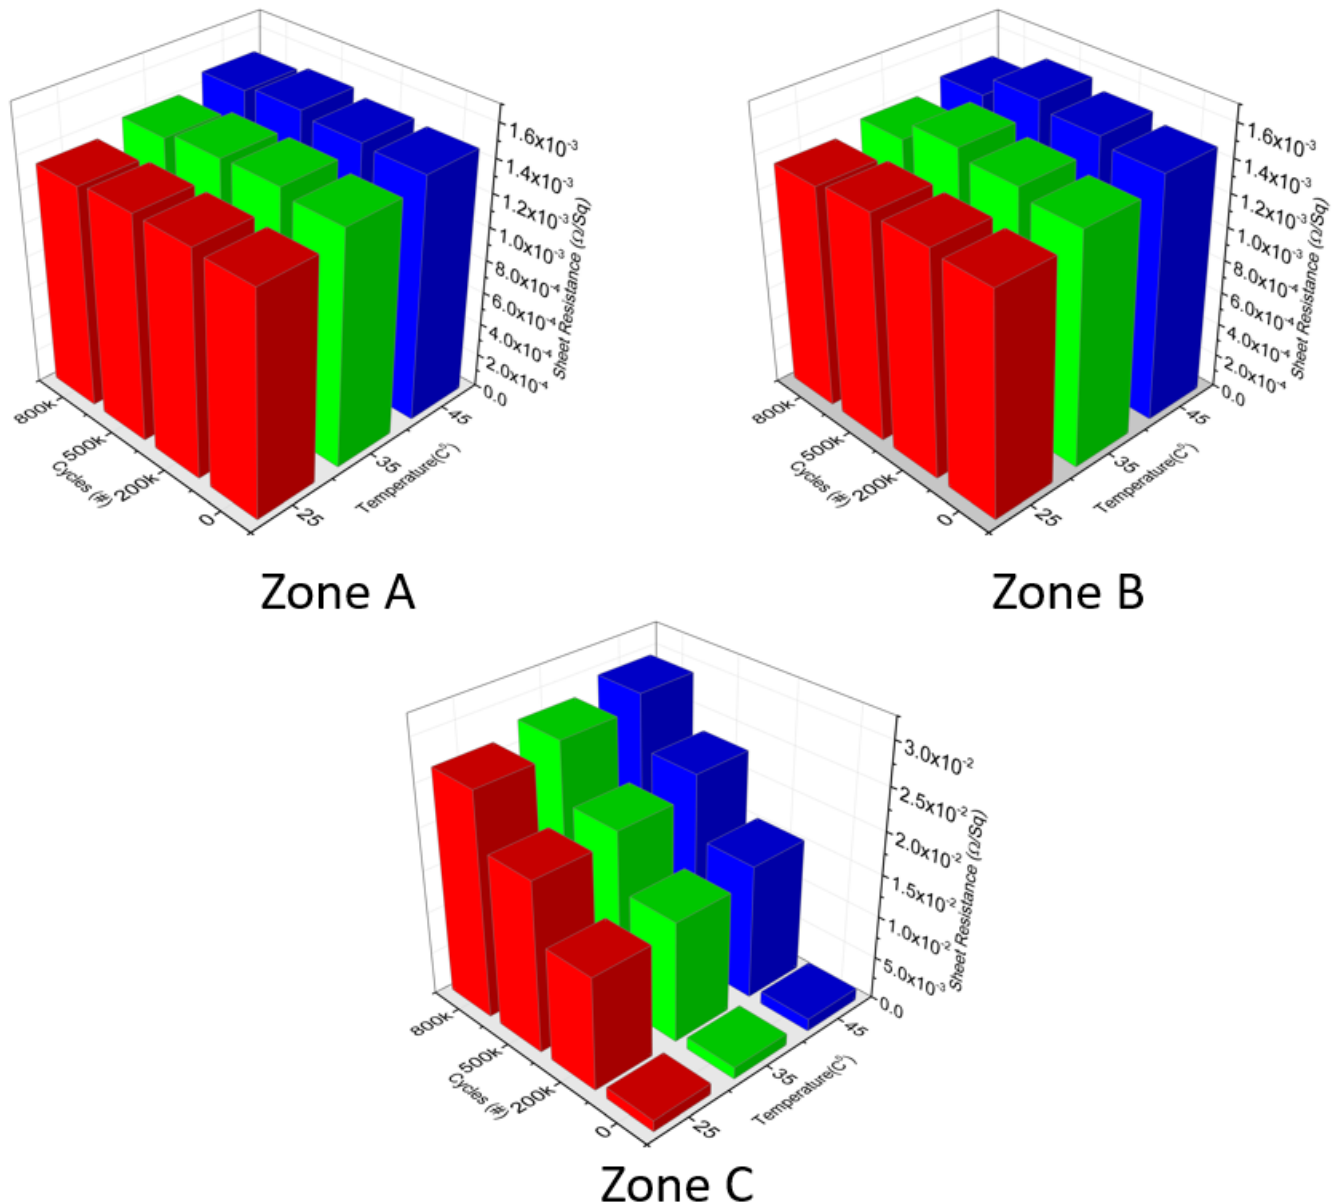 1.6x10⁻³
1.4x10⁻³
1.2x10⁻³
1.0x10⁻³
8.0x10⁻⁴
6.0x10⁻⁴
4.0x10⁻⁴
2.0x10⁻⁴
0.0
Sheet Resistance (Ω/Sq)
800k
500k
200k
0
Cycles (#)
45
35
25
Temperature(C⁰)
Zone A
1.6x10⁻³
1.4x10⁻³
1.2x10⁻³
1.0x10⁻³
8.0x10⁻⁴
6.0x10⁻⁴
4.0x10⁻⁴
2.0x10⁻⁴
0.0
Sheet Resistance (Ω/Sq)
800k
500k
200k
0
Cycles (#)
45
35
25
Temperature(C⁰)
Zone B
3.0x10⁻²
2.5x10⁻²
2.0x10⁻²
1.5x10⁻²
1.0x10⁻²
5.0x10⁻³
0.0
Sheet Resistance (Ω/Sq)
800k
500k
200k
0
Cycles (#)
45
35
25
Temperature(C⁰)
Zone C